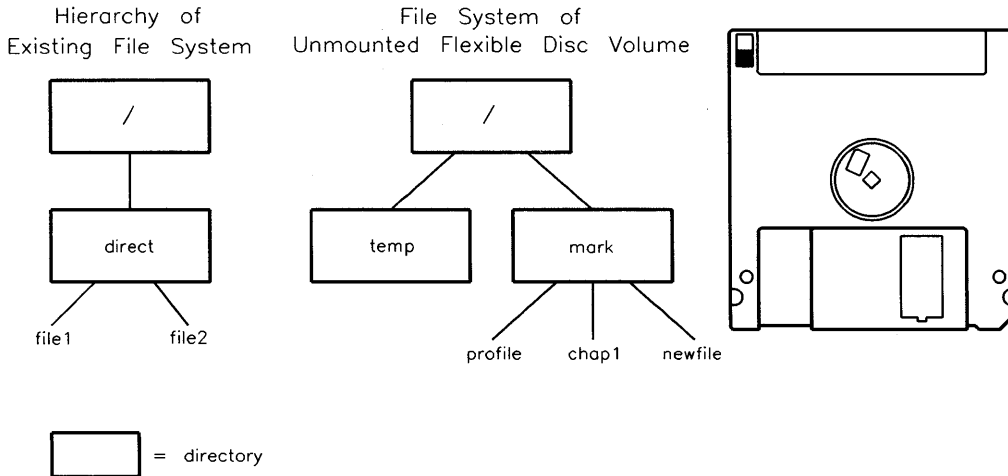 Hierarchy of
Existing File System
File System of
Unmounted Flexible Disc Volume
/
/
direct
temp
mark
file1
file2
profile
chap1
newfile
= directory